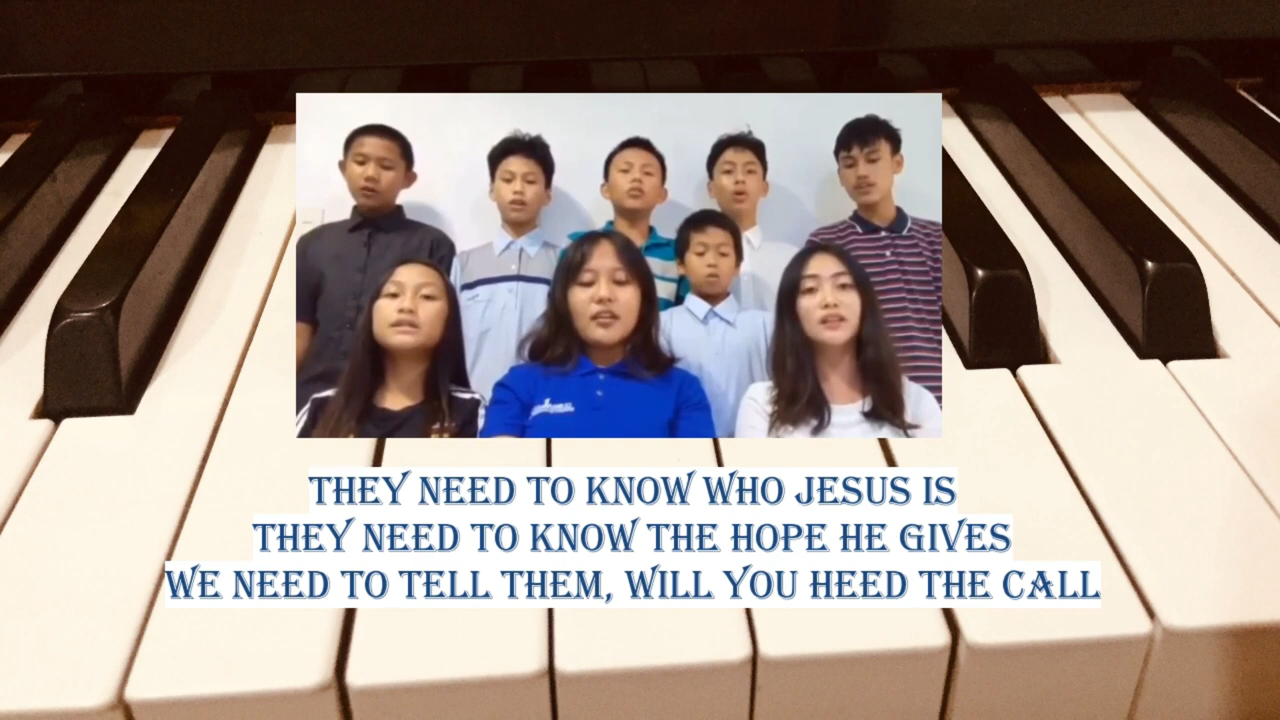 THEY NEED TO KNOW WHO JESUS IS
THEY NEED TO KNOW THE HOPE HE GIVES
WE NEED TO TELL THEM, WILL YOU HEED THE CALL